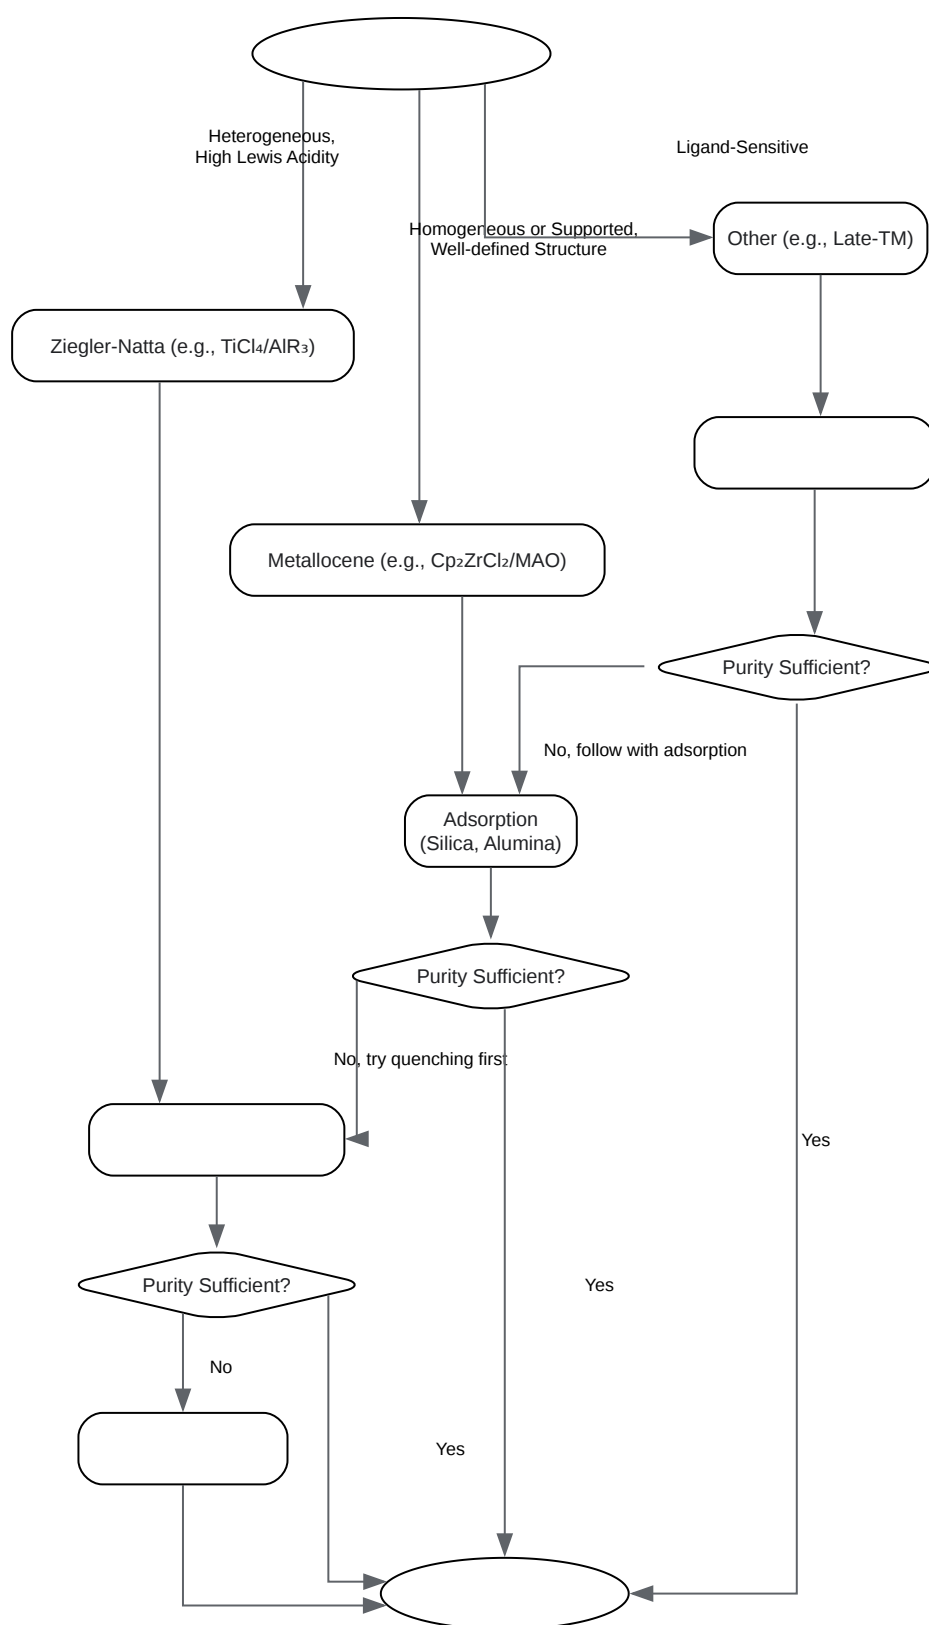 Heterogeneous,
High Lewis Acidity
Ligand-Sensitive
Homogeneous or Supported,
Well-defined Structure
Other (e.g., Late-TM)
Ziegler-Natta (e.g., TiCl₄/AlR₃)
Metallocene (e.g., Cp₂ZrCl₂/MAO)
Purity Sufficient?
No, follow with adsorption
Adsorption
(Silica, Alumina)
Purity Sufficient?
No, try quenching first
Yes
Purity Sufficient?
Yes
No
Yes